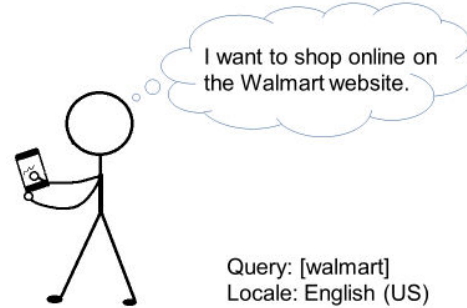 I want to shop online on
the Walmart website.
Query: [walmart]
Locale: English (US)